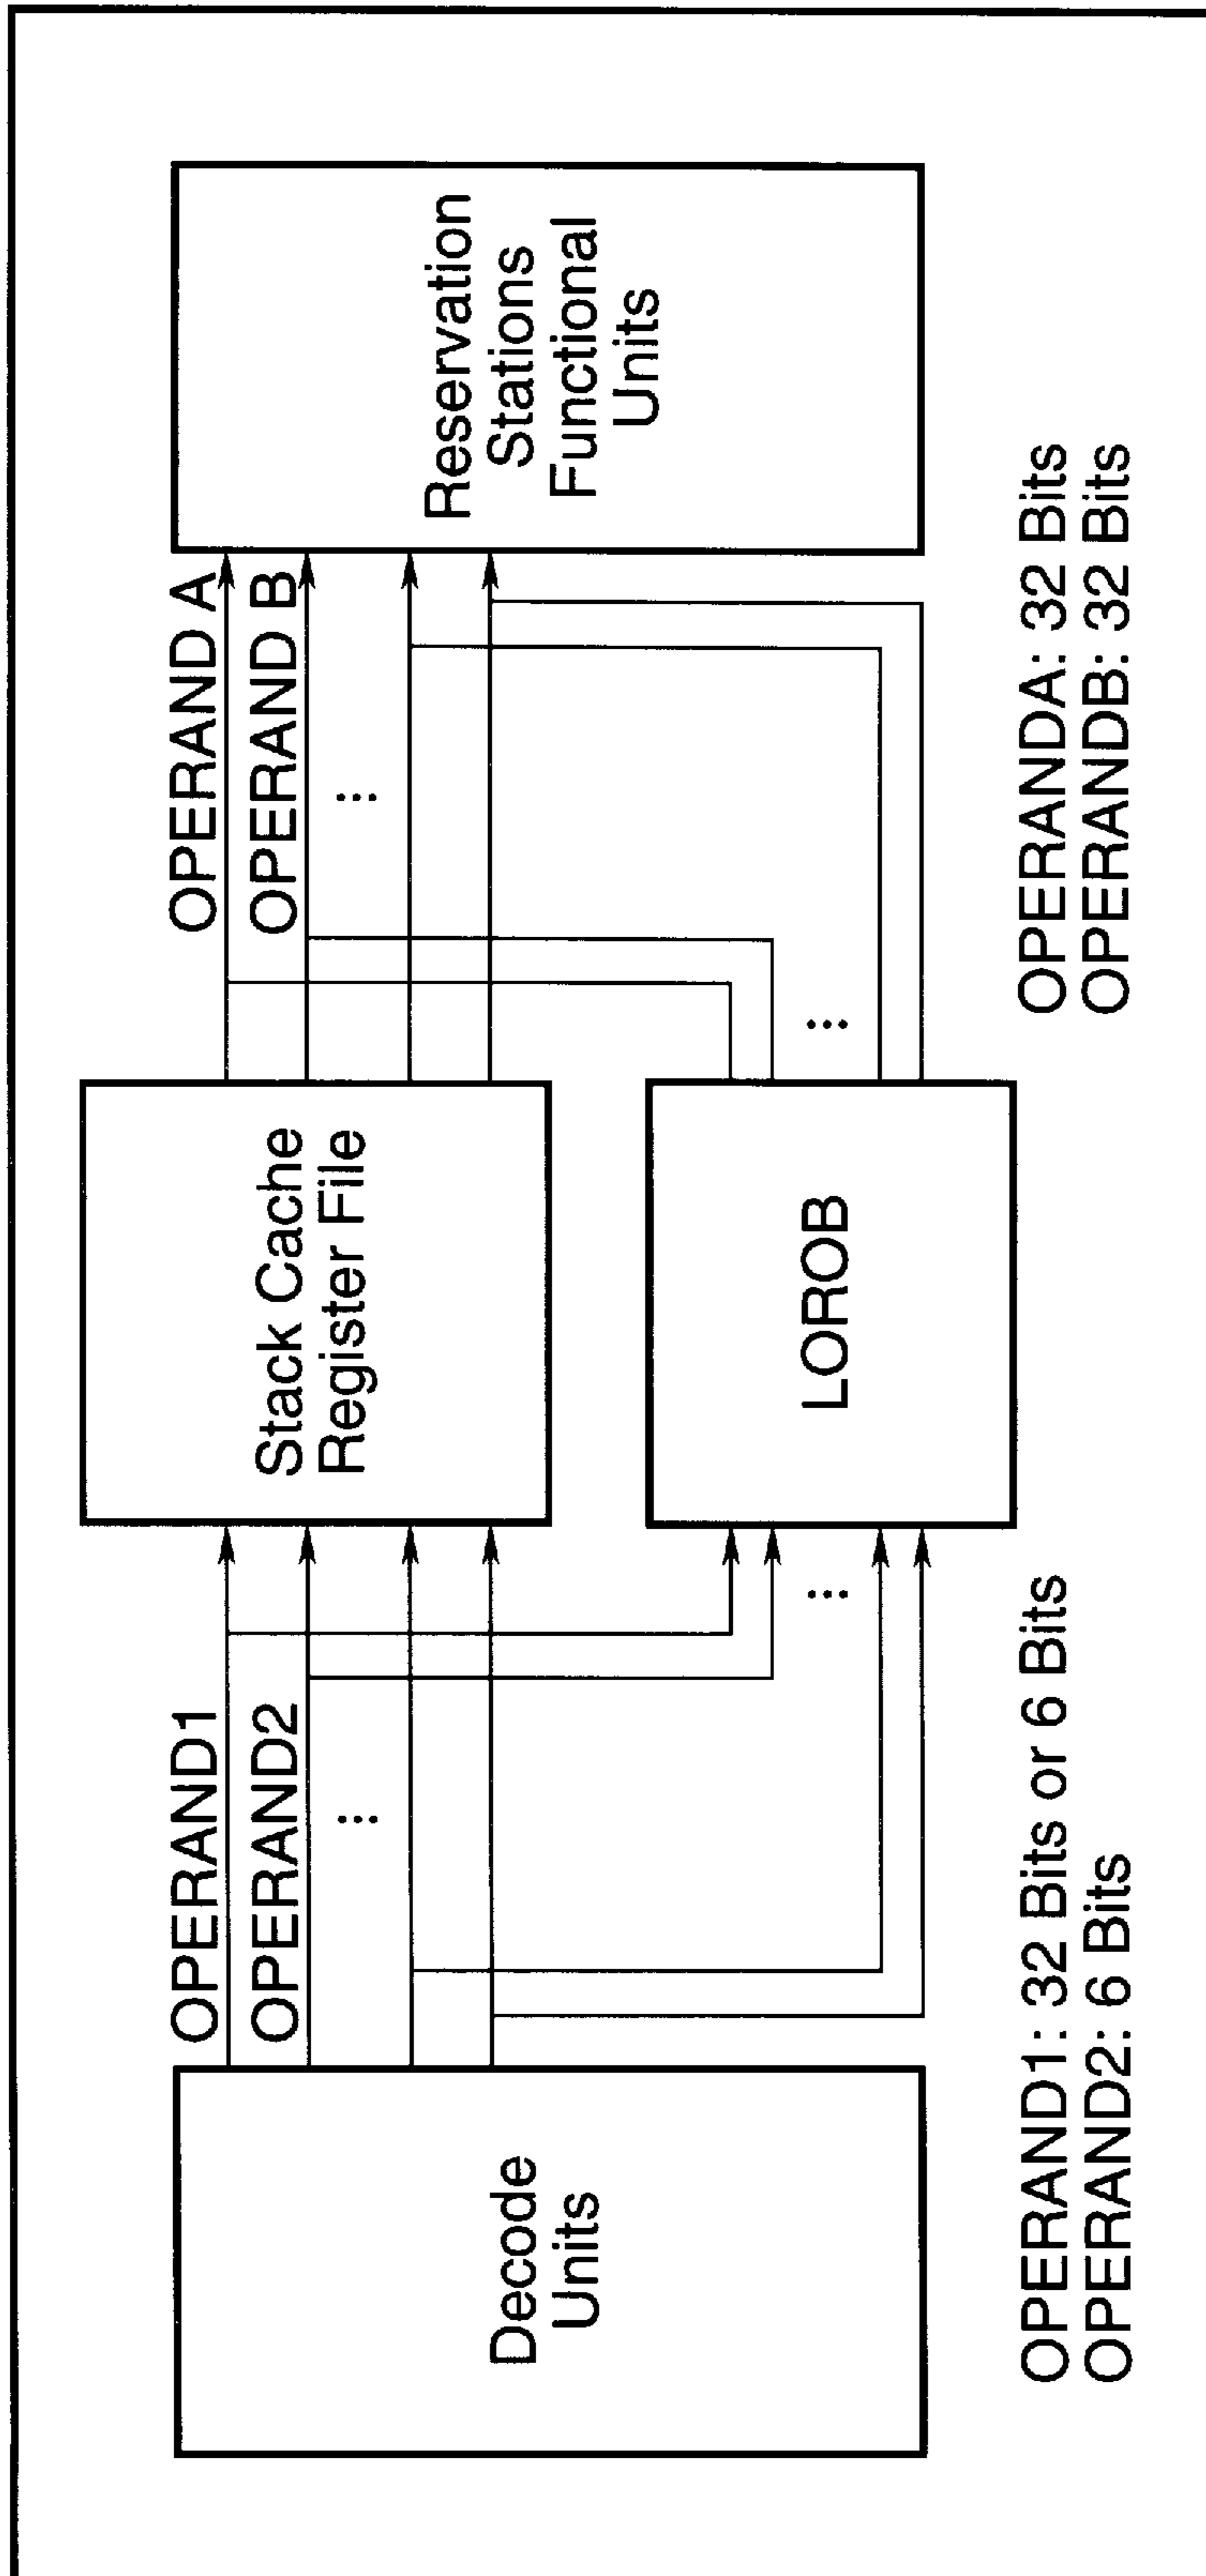 OPERAND1
OPERAND2
OPERAND A
OPERAND B
...
...
Decode
Units
Stack Cache
Register File
Reservation
Stations
Functional
Units
LOROB
...
...
OPERAND1: 32 Bits or 6 Bits
OPERAND2: 6 Bits
OPERANDA: 32 Bits
OPERANDB: 32 Bits